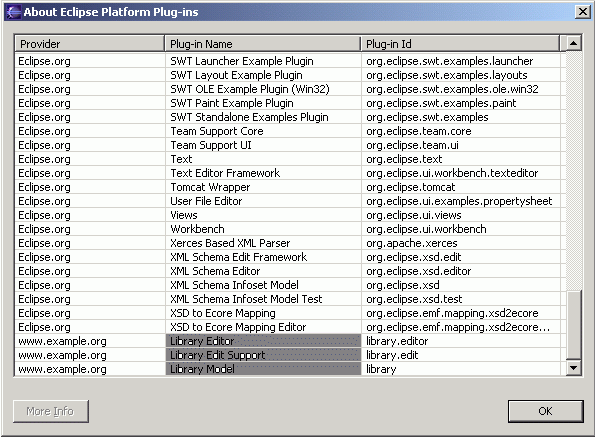 About Eclipse Platform Plug-ins
Provider Plug-in Name Plug-in Id
Eclipse.org SWT Launcher Example Plugin org.eclipse.swt.examples.launcher
Eclipse.org SWT Layout Example Plugin org.eclipse.swt.examples.layouts
Eclipse.org SWT OLE Example Plugin (Win32) org.eclipse.swt.examples.ole.win32
Eclipse.org SWT Paint Example Plugin org.eclipse.swt.examples.paint
Eclipse.org SWT Standalone Examples Plugin org.eclipse.swt.examples
Eclipse.org Team Support Core org.eclipse.team.core
Eclipse.org Team Support UI org.eclipse.team.ui
Eclipse.org Text org.eclipse.text
Eclipse.org Text Editor Framework org.eclipse.ui.workbench.texteditor
Eclipse.org Tomcat Wrapper org.eclipse.tomcat
Eclipse.org User File Editor org.eclipse.ui.examples.propertysheet
Eclipse.org Views org.eclipse.ui.views
Eclipse.org Workbench org.eclipse.ui.workbench
Eclipse.org Xerces Based XML Parser org.apache.xerces
Eclipse.org XML Schema Edit Framework org.eclipse.xsd.edit
Eclipse.org XML Schema Editor org.eclipse.xsd.editor
Eclipse.org XML Schema Infoset Model org.eclipse.xsd
Eclipse.org XML Schema Infoset Model Test org.eclipse.xsd.test
Eclipse.org XSD to Ecore Mapping org.eclipse.emf.mapping.xsd2ecore
Eclipse.org XSD to Ecore Mapping Editor org.eclipse.emf.mapping.xsd2ecore...
www.example.org Library Editor library.editor
www.example.org Library Edit Support library.edit
www.example.org Library Model library
More Info OK